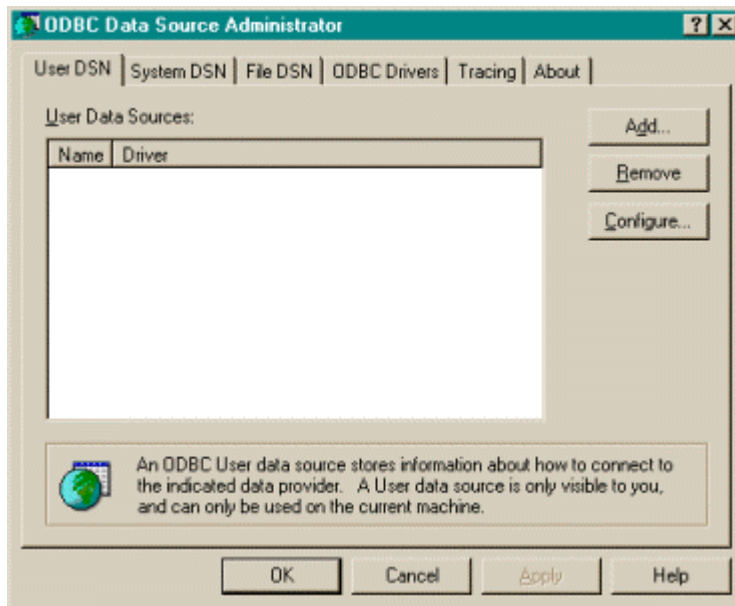 ODBC Data Source Administrator
User DSN System DSN File DSN ODBC Drivers Tracing About
User Data Sources:
Name Driver
Add...
Remove
Configure...
An ODBC User data source stores information about how to connect to
the indicated data provider. A User data source is only visible to you,
and can only be used on the current machine.
OK Cancel Apply Help